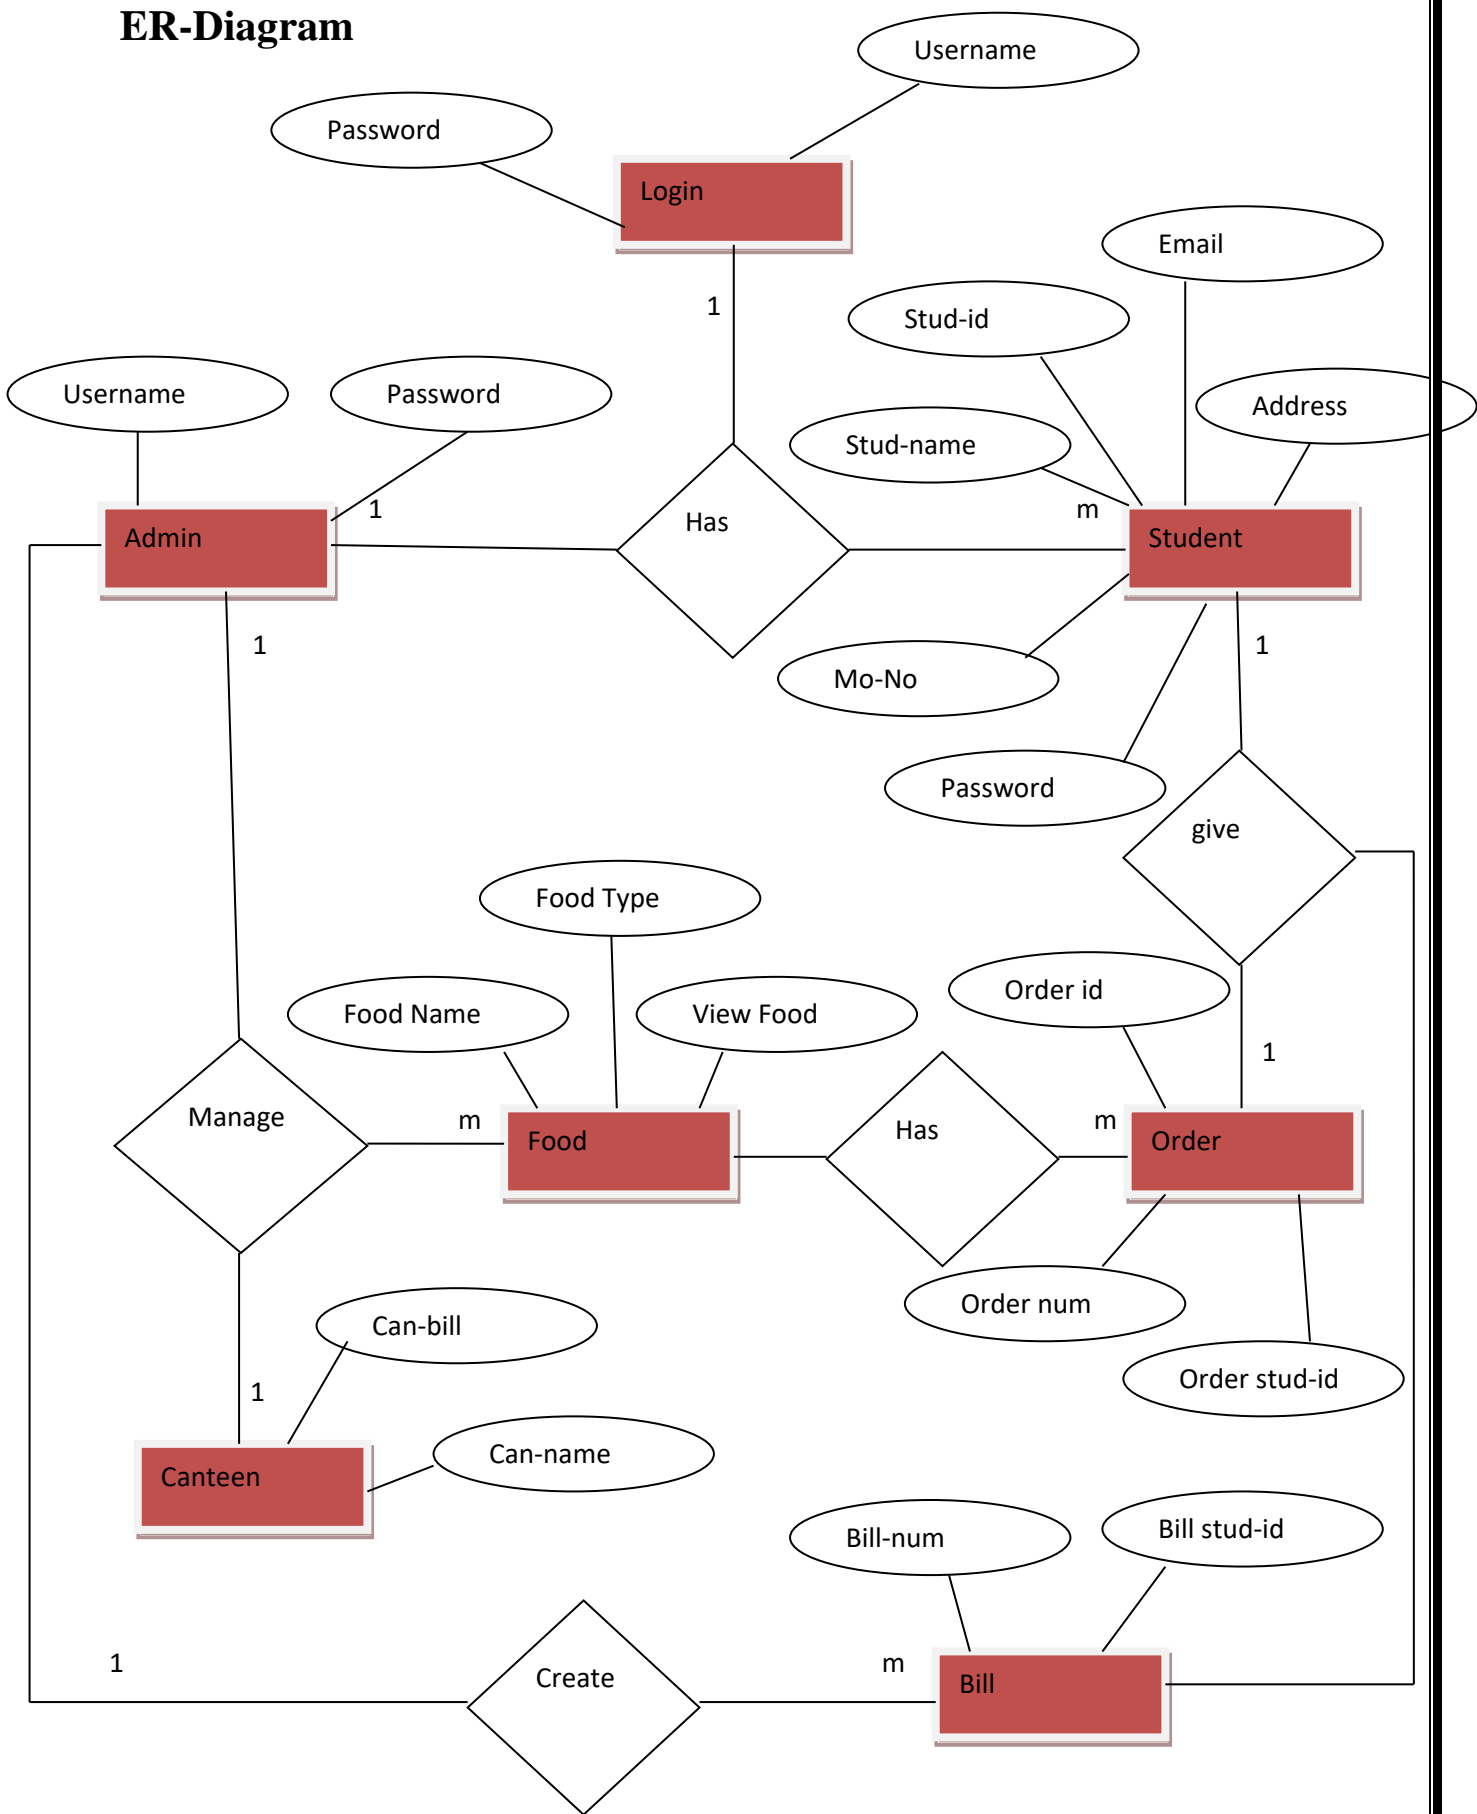 ER-Diagram
Username
Password
Login
Email
1
Stud-id
Username
Password
Address
Stud-name
1
m
Has
Admin
Student
1
1
Mo-No
Password
give
Food Type
Order id
Food Name
View Food
1
Manage
m
Has
m
Food
Order
Order num
Can-bill
Order stud-id
1
Can-name
Canteen
Bill-num
Bill stud-id
1
m
Create
Bill